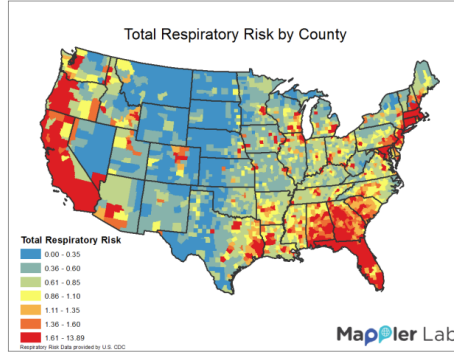 Total Respiratory Risk by County
Total Respiratory Risk
0.00 - 0.35
0.36 - 0.60
0.61 - 0.85
0.86 - 1.10
1.11 - 1.35
1.36 - 1.60
1.61 - 13.89
Respiratory Risk Data provided by U.S. CDC
Mappler Lab